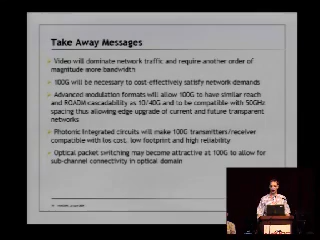 Take Away Messages
Video will dominate network traffic and require another order of
magnitude more bandwidth
100G will be necessary to cost-effectively satisfy network demands
Advanced modulation formats will allow 100G to have similar reach
and ROADM cascadability as 10/40G and to be compatible with 50GHz
spacing thus allowing edge upgrade of current and future transparent
networks
Photonic Integrated circuits will make 100G transmitters/receiver
compatible with los cost, low footprint and high reliability
Optical packet switching may become attractive at 100G to allow for
sub-channel connectivity in optical domain